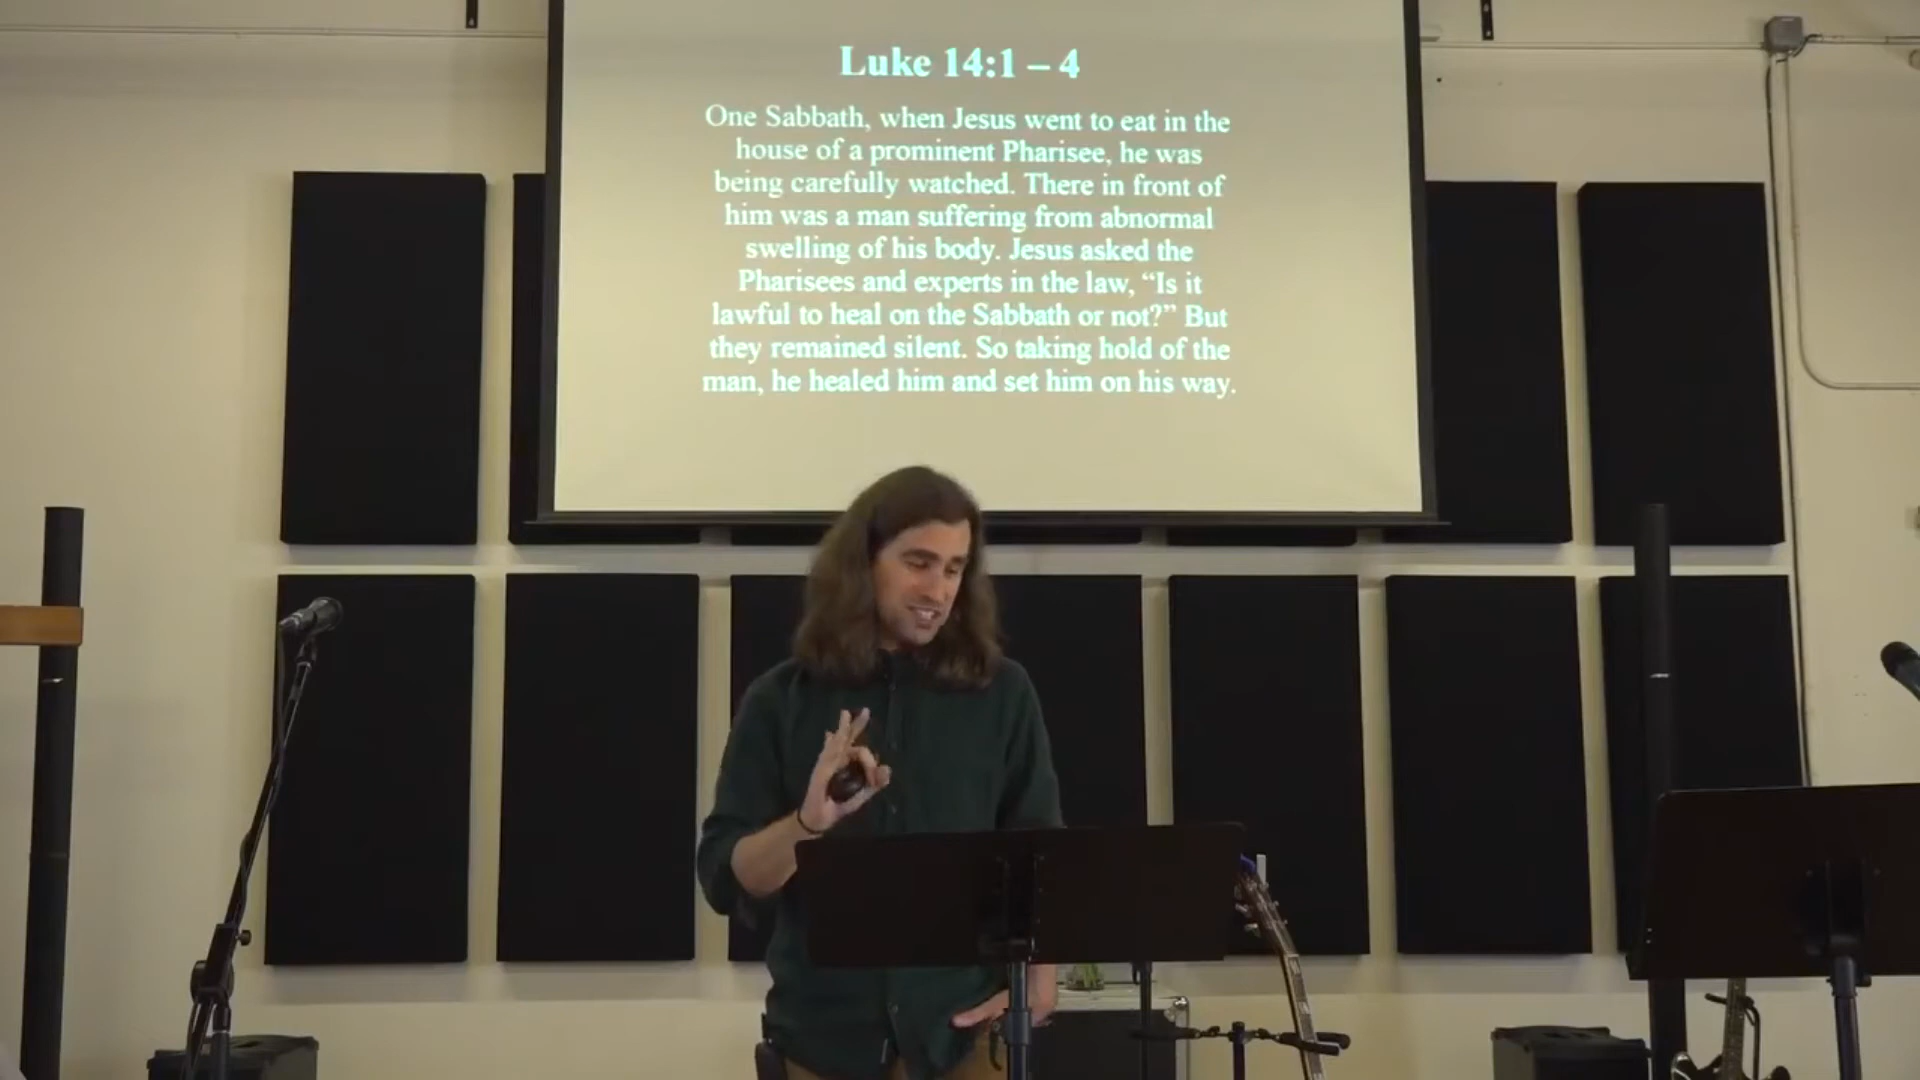 Luke 14:1 – 4
One Sabbath, when Jesus went to eat in the
house of a prominent Pharisee, he was
being carefully watched. There in front of
him was a man suffering from abnormal
swelling of his body. Jesus asked the
Pharisees and experts in the law, “Is it
lawful to heal on the Sabbath or not?” But
they remained silent. So taking hold of the
man, he healed him and set him on his way.